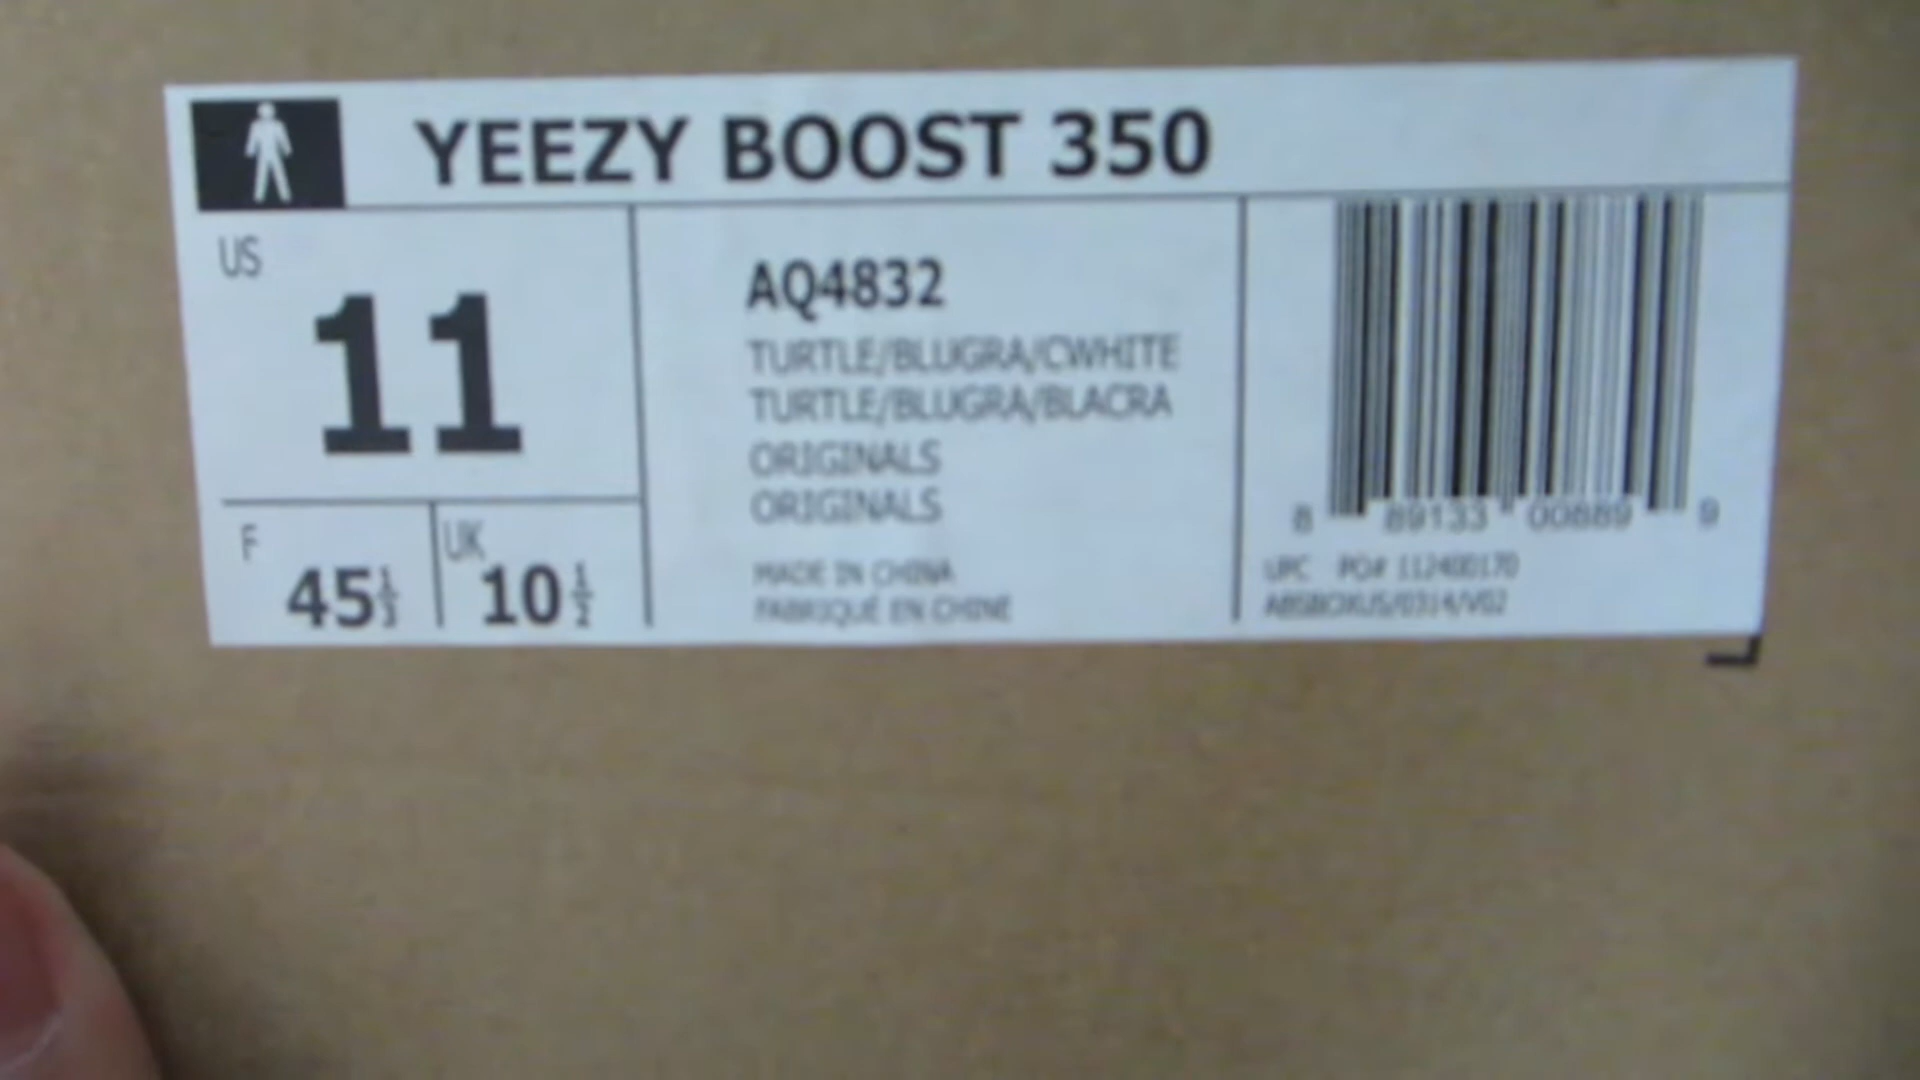 YEEZY BOOST 350
US
11
F
45 1/3
UK
10 1/2
AQ4832
TURTLE/BLUGRA/CWHITE
TURTLE/BLUGRA/BLACRA
ORIGINALS
ORIGINALS
MADE IN CHINA
FABRIQUÉ EN CHINE
8 89133 00889 9
UPC PO# 112400170